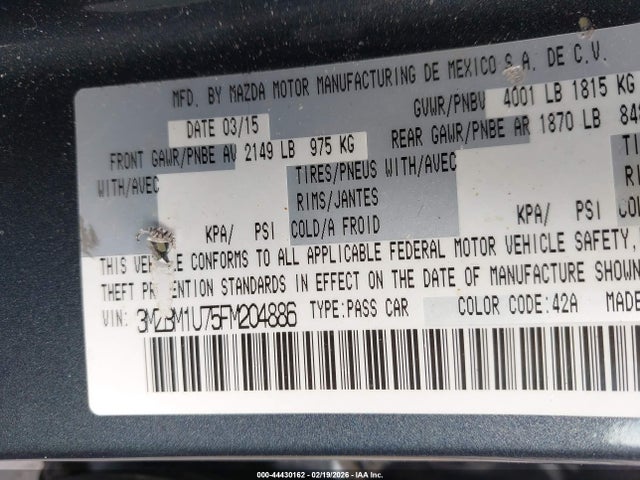 MFD. BY MAZDA MOTOR MANUFACTURING DE MEXICO S.A. DE C.V.
DATE 03/15 GVWR/PNBV 4001 LB 1815 KG
FRONT GAWR/PNBE AV 2149 LB 975 KG REAR GAWR/PNBE AR 1870 LB
WITH/AVEC TIRES/PNEUS WITH/AVEC
RIMS/JANTES
KPA/ PSI COLD/A FROID KPA/ PSI
THIS VEHICLE CONFORMS TO ALL APPLICABLE FEDERAL MOTOR VEHICLE SAFETY
THEFT PREVENTION STANDARDS IN EFFECT ON THE DATE OF MANUFACTURE SHOWN
VIN: 3MZBM1U75FM204886 TYPE:PASS CAR COLOR CODE:42A MADE
000-44430162 - 02/19/2026 - IAAI, Inc.